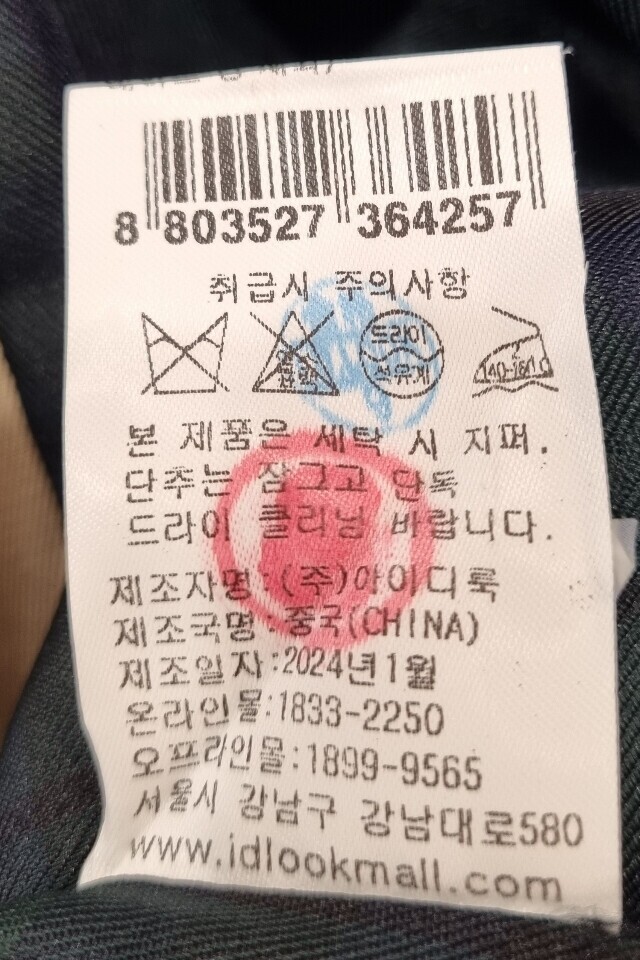 8 803527 364257
취급시 주의사항
염소
표백
드라이
석유계
140~160℃
본 제품은 세탁 시 지퍼.
단추는 잠그고 단독
드라이 클리닝 바랍니다.
제조자명:(주)아이디룩
제조국명:중국(CHINA)
제조일자:2024년1월
온라인몰:1833-2250
오프라인몰:1899-9565
서울시 강남구 강남대로580
www.idlookmall.com